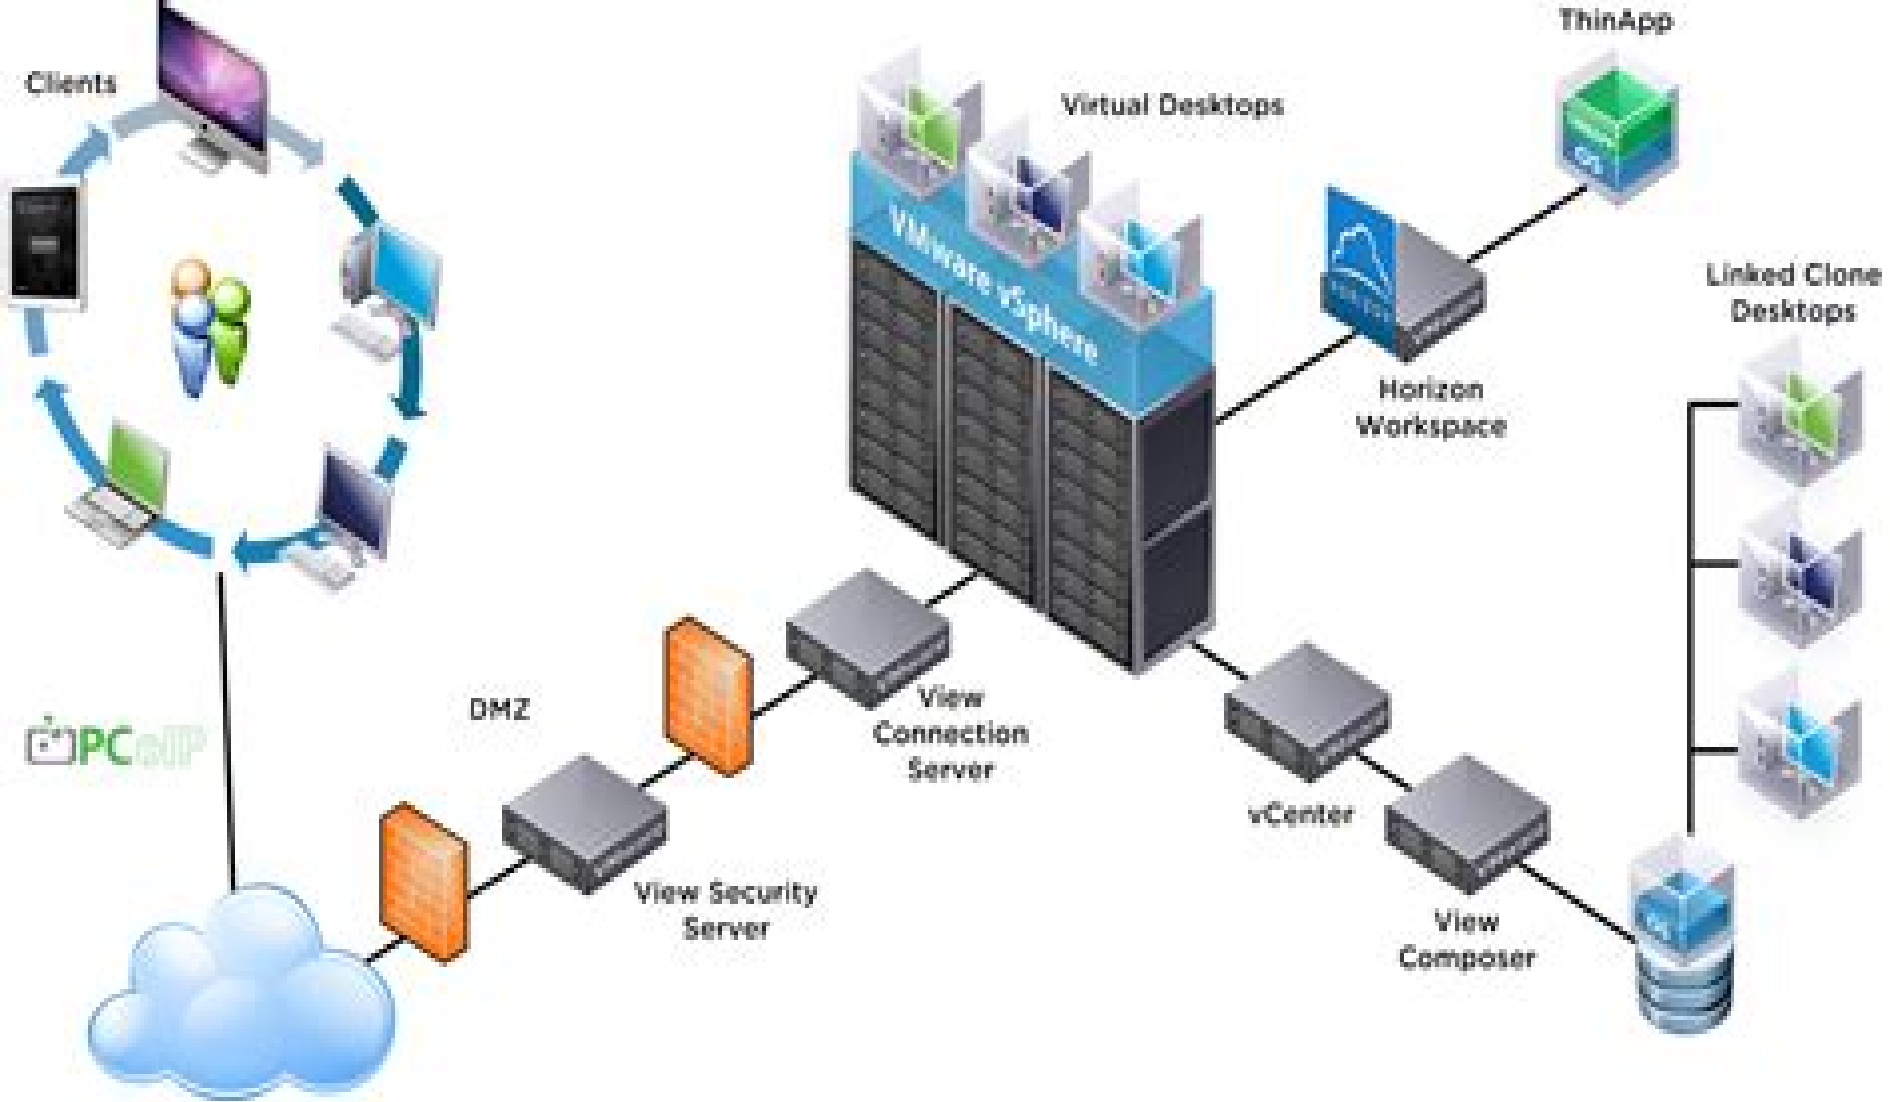 ThinApp
Clients
Virtual Desktops
OS
VMware vSphere
Linked Clone
Desktops
Horizon
Workspace
View
Connection
Server
DMZ
PCoIP
vCenter
View Security
Server
View
Composer